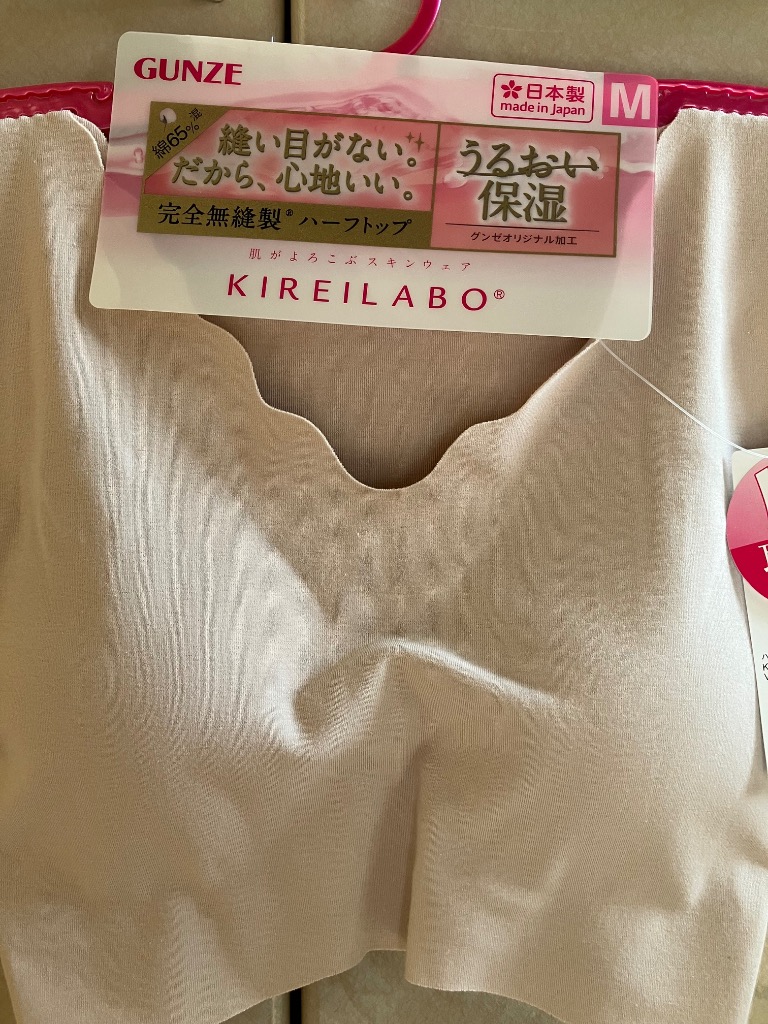 GUNZE
日本製
made in Japan
M
綿65%混
縫い目がない。
だから、心地いい。
完全無縫製® ハーフトップ
うるおい
保湿
グンゼオリジナル加工
肌がよろこぶスキンウェア
KIREILABO®